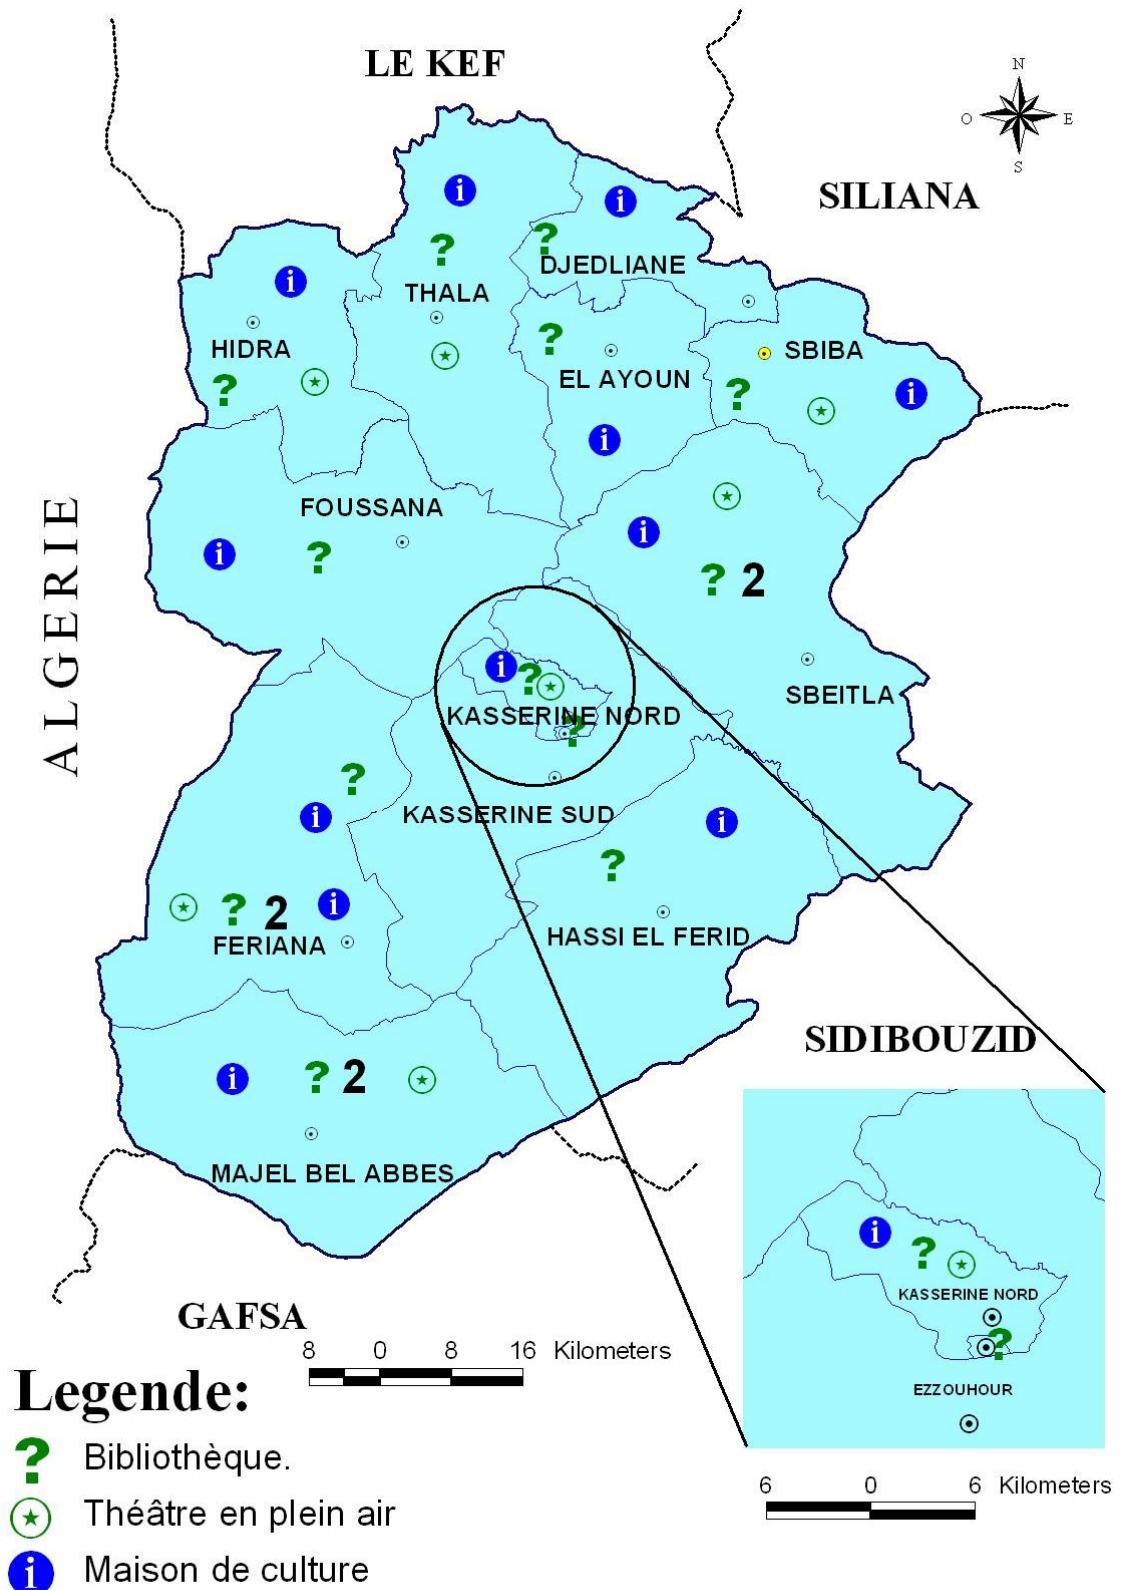 LE KEF
N
O E
S
SILIANA
DJEDLIANE
THALA
HIDRA
SBIBA
EL AYOUN
ALGERIE
FOUSSANA
2
SBEITLA
KASSERINE NORD
KASSERINE SUD
2
FERIANA
HASSI EL FERID
SIDIBOUZID
2
MAJEL BEL ABBES
KASSERINE NORD
EZZOUHOUR
GAFSA
8 0 8 16 Kilometers
6 0 6 Kilometers
Legende:
? Bibliothèque.
Théâtre en plein air
i Maison de culture